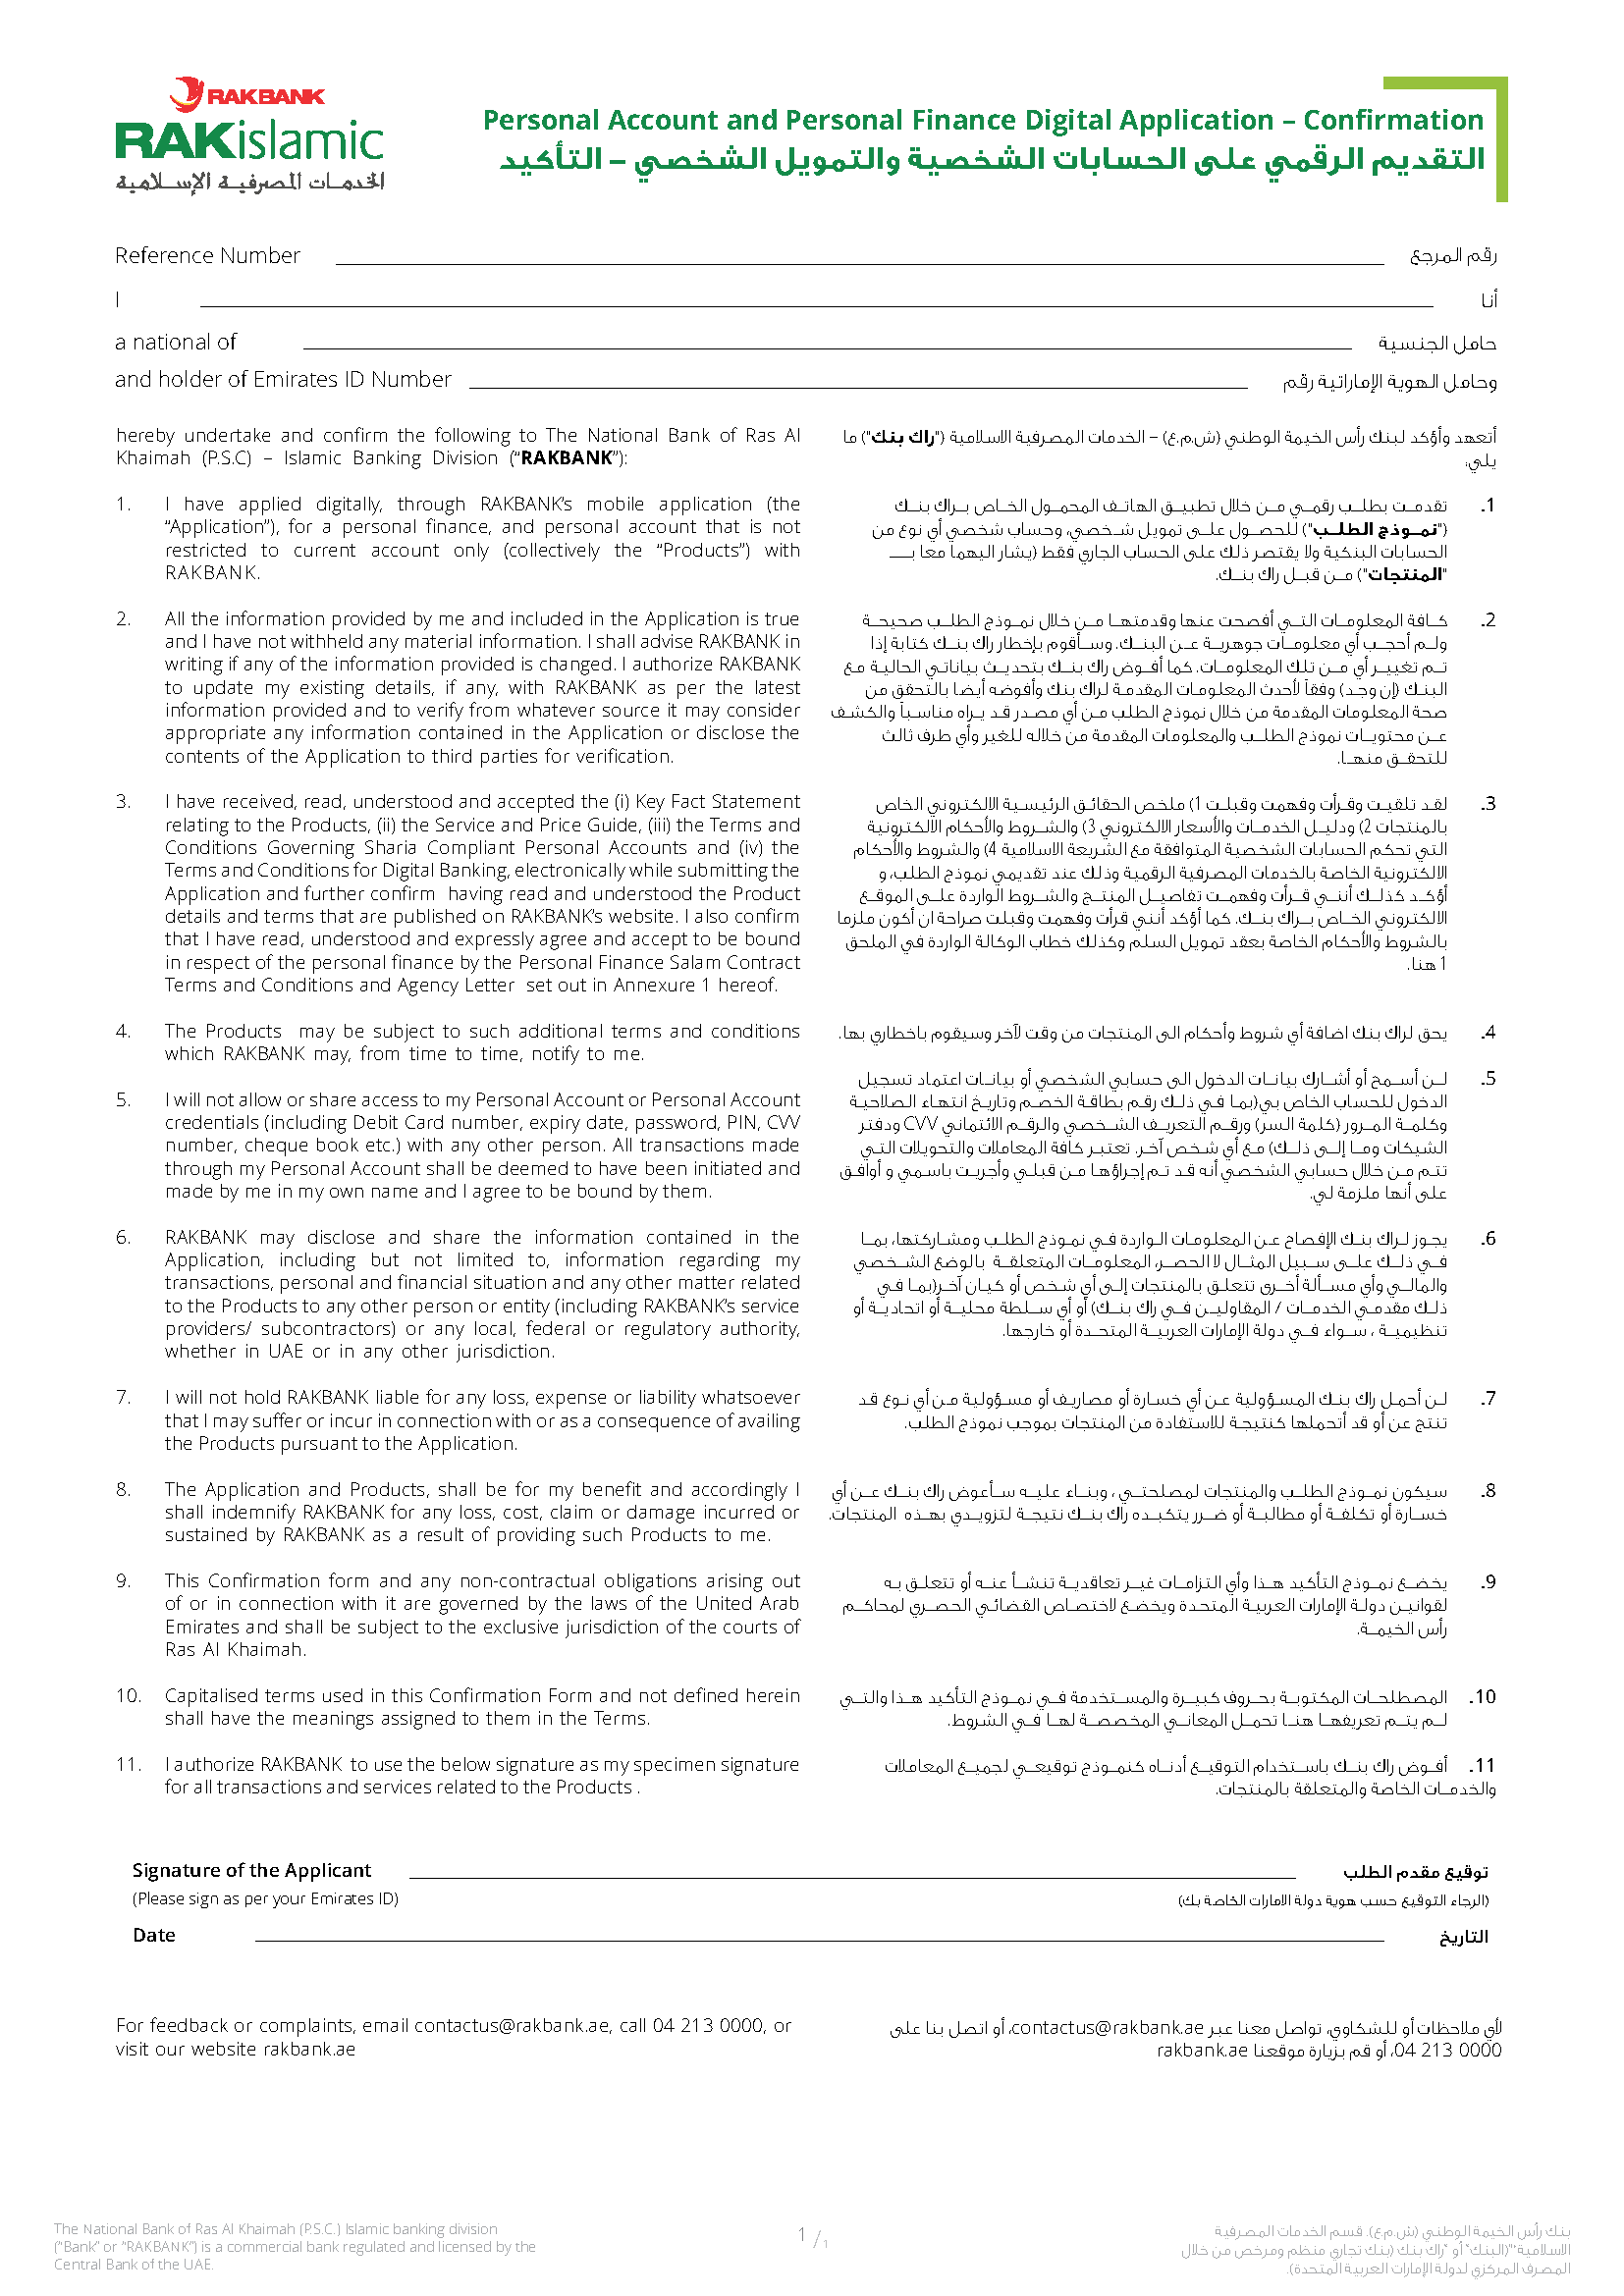 RAKBANK
RAKislamic
الخدمات المصرفية الإسلامية
Personal Account and Personal Finance Digital Application – Confirmation
التقديم الرقمي على الحسابات الشخصية والتمويل الشخصي – التأكيد
Reference Number رقم المرجع
I أنا
a national of حامل الجنسية
and holder of Emirates ID Number وحامل الهوية الإماراتية رقم
hereby undertake and confirm the following to The National Bank of Ras Al
Khaimah (P.S.C) – Islamic Banking Division (“RAKBANK”):
1. I have applied digitally, through RAKBANK’s mobile application (the
“Application”), for a personal finance, and personal account that is not
restricted to current account only (collectively the “Products”) with
RAKBANK.
2. All the information provided by me and included in the Application is true
and I have not withheld any material information. I shall advise RAKBANK in
writing if any of the information provided is changed. I authorize RAKBANK
to update my existing details, if any, with RAKBANK as per the latest
information provided and to verify from whatever source it may consider
appropriate any information contained in the Application or disclose the
contents of the Application to third parties for verification.
3. I have received, read, understood and accepted the (i) Key Fact Statement
relating to the Products, (ii) the Service and Price Guide, (iii) the Terms and
Conditions Governing Sharia Compliant Personal Accounts and (iv) the
Terms and Conditions for Digital Banking, electronically while submitting the
Application and further confirm having read and understood the Product
details and terms that are published on RAKBANK’s website. I also confirm
that I have read, understood and expressly agree and accept to be bound
in respect of the personal finance by the Personal Finance Salam Contract
Terms and Conditions and Agency Letter set out in Annexure 1 hereof.
4. The Products may be subject to such additional terms and conditions
which RAKBANK may, from time to time, notify to me.
5. I will not allow or share access to my Personal Account or Personal Account
credentials (including Debit Card number, expiry date, password, PIN, CVV
number, cheque book etc.) with any other person. All transactions made
through my Personal Account shall be deemed to have been initiated and
made by me in my own name and I agree to be bound by them.
6. RAKBANK may disclose and share the information contained in the
Application, including but not limited to, information regarding my
transactions, personal and financial situation and any other matter related
to the Products to any other person or entity (including RAKBANK’s service
providers/ subcontractors) or any local, federal or regulatory authority,
whether in UAE or in any other jurisdiction.
7. I will not hold RAKBANK liable for any loss, expense or liability whatsoever
that I may suffer or incur in connection with or as a consequence of availing
the Products pursuant to the Application.
8. The Application and Products, shall be for my benefit and accordingly I
shall indemnify RAKBANK for any loss, cost, claim or damage incurred or
sustained by RAKBANK as a result of providing such Products to me.
9. This Confirmation form and any non-contractual obligations arising out
of or in connection with it are governed by the laws of the United Arab
Emirates and shall be subject to the exclusive jurisdiction of the courts of
Ras Al Khaimah.
10. Capitalised terms used in this Confirmation Form and not defined herein
shall have the meanings assigned to them in the Terms.
11. I authorize RAKBANK to use the below signature as my specimen signature
for all transactions and services related to the Products .
أتعهد وأؤكد لبنك رأس الخيمة الوطني (ش.م.ع) – الخدمات المصرفية الاسلامية ("راك بنك") ما
يلي:
1. تقدمت بطلب رقمي من خلال تطبيق الهاتف المحمول الخاص براك بنك
("نموذج الطلب") للحصول على تمويل شخصي، وحساب شخصي أي نوع من
الحسابات البنكية ولا يقتصر ذلك على الحساب الجاري فقط (يشار اليهما معا بـ
"المنتجات") من قبل راك بنك.
2. كافة المعلومات التي أفصحت عنها وقدمتها من خلال نموذج الطلب صحيحة
ولم أحجب أي معلومات جوهرية عن البنك. وسأقوم بإخطار راك بنك كتابة إذا
تم تغيير أي من تلك المعلومات. كما أفوض راك بنك بتحديث بياناتي الحالية مع
البنك (إن وجد) وفقاً لأحدث المعلومات المقدمة لراك بنك وأفوضه أيضا بالتحقق من
صحة المعلومات المقدمة من خلال نموذج الطلب من أي مصدر قد يراه مناسباً والكشف
عن محتويات نموذج الطلب والمعلومات المقدمة من خلاله للغير وأي طرف ثالث
للتحقق منها.
3. لقد تلقيت وقرأت وفهمت وقبلت 1) ملخص الحقائق الرئيسية الالكتروني الخاص
بالمنتجات 2) ودليل الخدمات والأسعار الالكتروني 3) والشروط والأحكام الالكترونية
التي تحكم الحسابات الشخصية المتوافقة مع الشريعة الاسلامية 4) والشروط والأحكام
الالكترونية الخاصة بالخدمات المصرفية الرقمية وذلك عند تقديمي نموذج الطلب، و
أؤكد كذلك أنني قرأت وفهمت تفاصيل المنتج والشروط الواردة على الموقع
الالكتروني الخاص براك بنك. كما أؤكد أنني قرأت وفهمت وقبلت صراحة ان أكون ملزما
بالشروط والأحكام الخاصة بعقد تمويل السلم وكذلك خطاب الوكالة الواردة في الملحق
1 هنا.
4. يحق لراك بنك اضافة أي شروط وأحكام الى المنتجات من وقت لآخر وسيقوم باخطاري بها.
5. لن أسمح أو أشارك بيانات الدخول الى حسابي الشخصي أو بيانات اعتماد تسجيل
الدخول للحساب الخاص بي(بما في ذلك رقم بطاقة الخصم وتاريخ انتهاء الصلاحية
وكلمة المرور (كلمة السر) ورقم التعريف الشخصي والرقم الائتماني CVV ودفتر
الشيكات وما إلى ذلك) مع أي شخص آخر. تعتبر كافة المعاملات والتحويلات التي
تتم من خلال حسابي الشخصي أنه قد تم إجراؤها من قبلي وأجريت باسمي و أوافق
على أنها ملزمة لي.
6. يجوز لراك بنك الإفصاح عن المعلومات الواردة في نموذج الطلب ومشاركتها، بما
في ذلك على سبيل المثال لا الحصر، المعلومات المتعلقة بالوضع الشخصي
والمالي وأي مسألة أخرى تتعلق بالمنتجات إلى أي شخص أو كيان آخر(بما في
ذلك مقدمي الخدمات / المقاولين في راك بنك) أو أي سلطة محلية أو اتحادية أو
تنظيمية ، سواء في دولة الإمارات العربية المتحدة أو خارجها.
7. لن أحمل راك بنك المسؤولية عن أي خسارة أو مصاريف أو مسؤولية من أي نوع قد
تنتج عن أو قد أتحملها كنتيجة للاستفادة من المنتجات بموجب نموذج الطلب.
8. سيكون نموذج الطلب والمنتجات لمصلحتي ، وبناء عليه سأعوض راك بنك عن أي
خسارة أو تكلفة أو مطالبة أو ضرر يتكبده راك بنك نتيجة لتزويدي بهذه المنتجات.
9. يخضع نموذج التأكيد هذا وأي التزامات غير تعاقدية تنشأ عنه أو تتعلق به
لقوانين دولة الإمارات العربية المتحدة ويخضع لاختصاص القضائي الحصري لمحاكم
رأس الخيمة.
10. المصطلحات المكتوبة بحروف كبيرة والمستخدمة في نموذج التأكيد هذا والتي
لم يتم تعريفها هنا تحمل المعاني المخصصة لها في الشروط.
11. أفوض راك بنك باستخدام التوقيع أدناه كنموذج توقيعي لجميع المعاملات
والخدمات الخاصة والمتعلقة بالمنتجات.
Signature of the Applicant توقيع مقدم الطلب
(Please sign as per your Emirates ID) (الرجاء التوقيع حسب هوية دولة الامارات الخاصة بك)
Date التاريخ
For feedback or complaints, email contactus@rakbank.ae, call 04 213 0000, or
visit our website rakbank.ae
لأي ملاحظات أو للشكاوي، تواصل معنا عبر contactus@rakbank.ae، أو اتصل بنا على
04 213 0000، أو قم بزيارة موقعنا rakbank.ae
The National Bank of Ras Al Khaimah (P.S.C.) Islamic banking division
(“Bank” or “RAKBANK”) is a commercial bank regulated and licensed by the
Central Bank of the UAE.
1 / 1
بنك رأس الخيمة الوطني (ش.م.ع). قسم الخدمات المصرفية
الاسلامية"(البنك" أو "راك بنك (بنك تجاري منظم ومرخص من خلال
المصرف المركزي لدولة الإمارات العربية المتحدة).